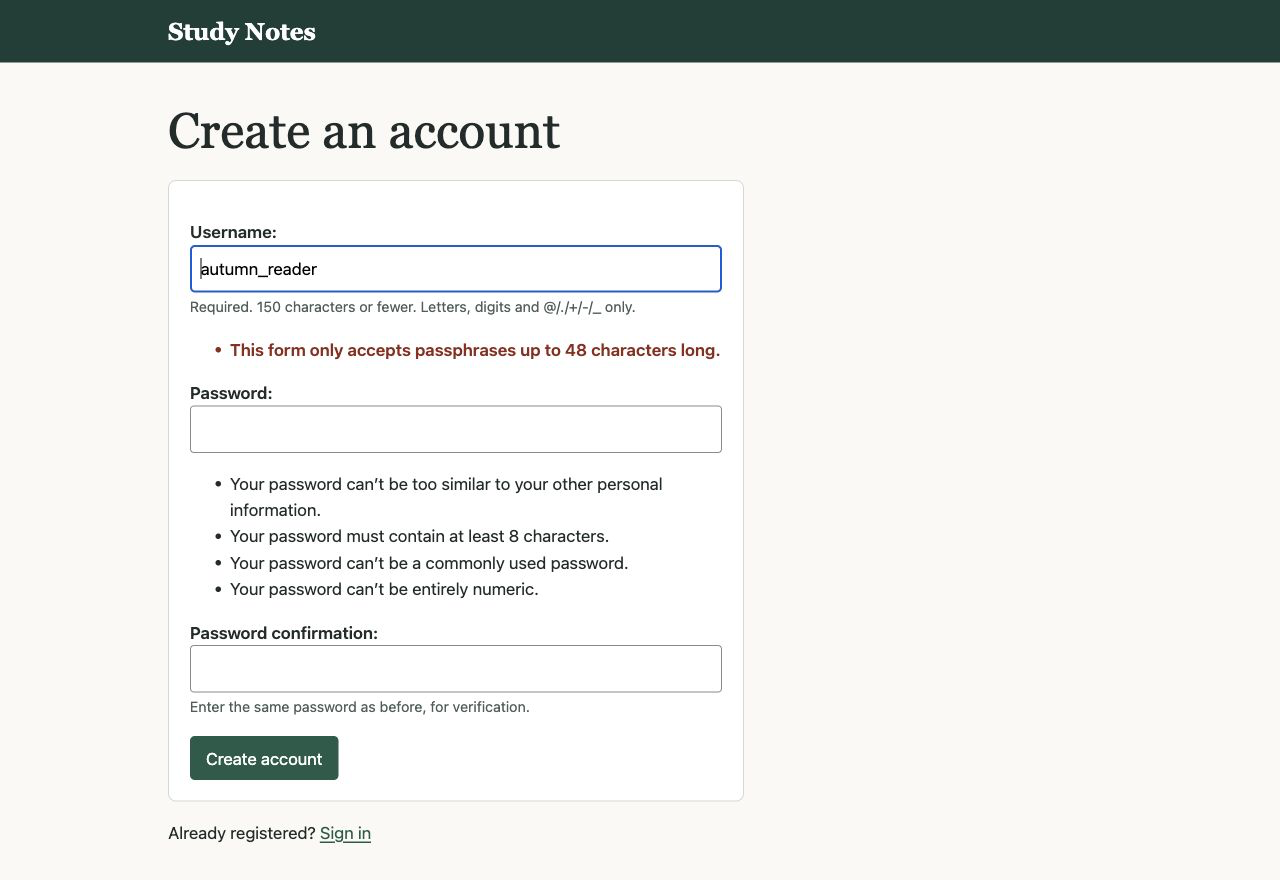 Study Notes
Create an account
Username:
autumn_reader
Required. 150 characters or fewer. Letters, digits and @/./+/-/_ only.
• This form only accepts passphrases up to 48 characters long.
Password:
• Your password can’t be too similar to your other personal
information.
• Your password must contain at least 8 characters.
• Your password can’t be a commonly used password.
• Your password can’t be entirely numeric.
Password confirmation:
Enter the same password as before, for verification.
Create account
Already registered? Sign in